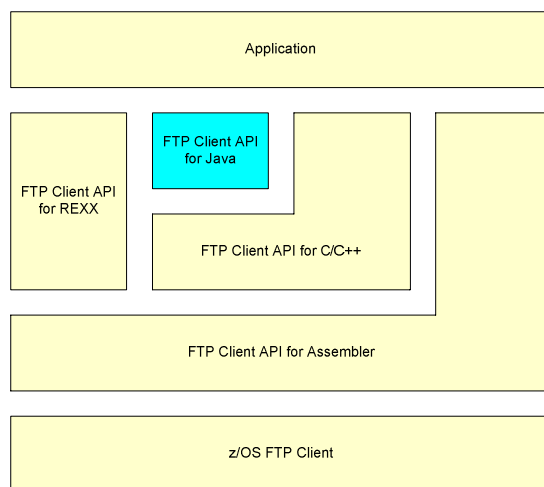 Application
FTP Client API
for Java
FTP Client API
for REXX
FTP Client API for C/C++
FTP Client API for Assembler
z/OS FTP Client